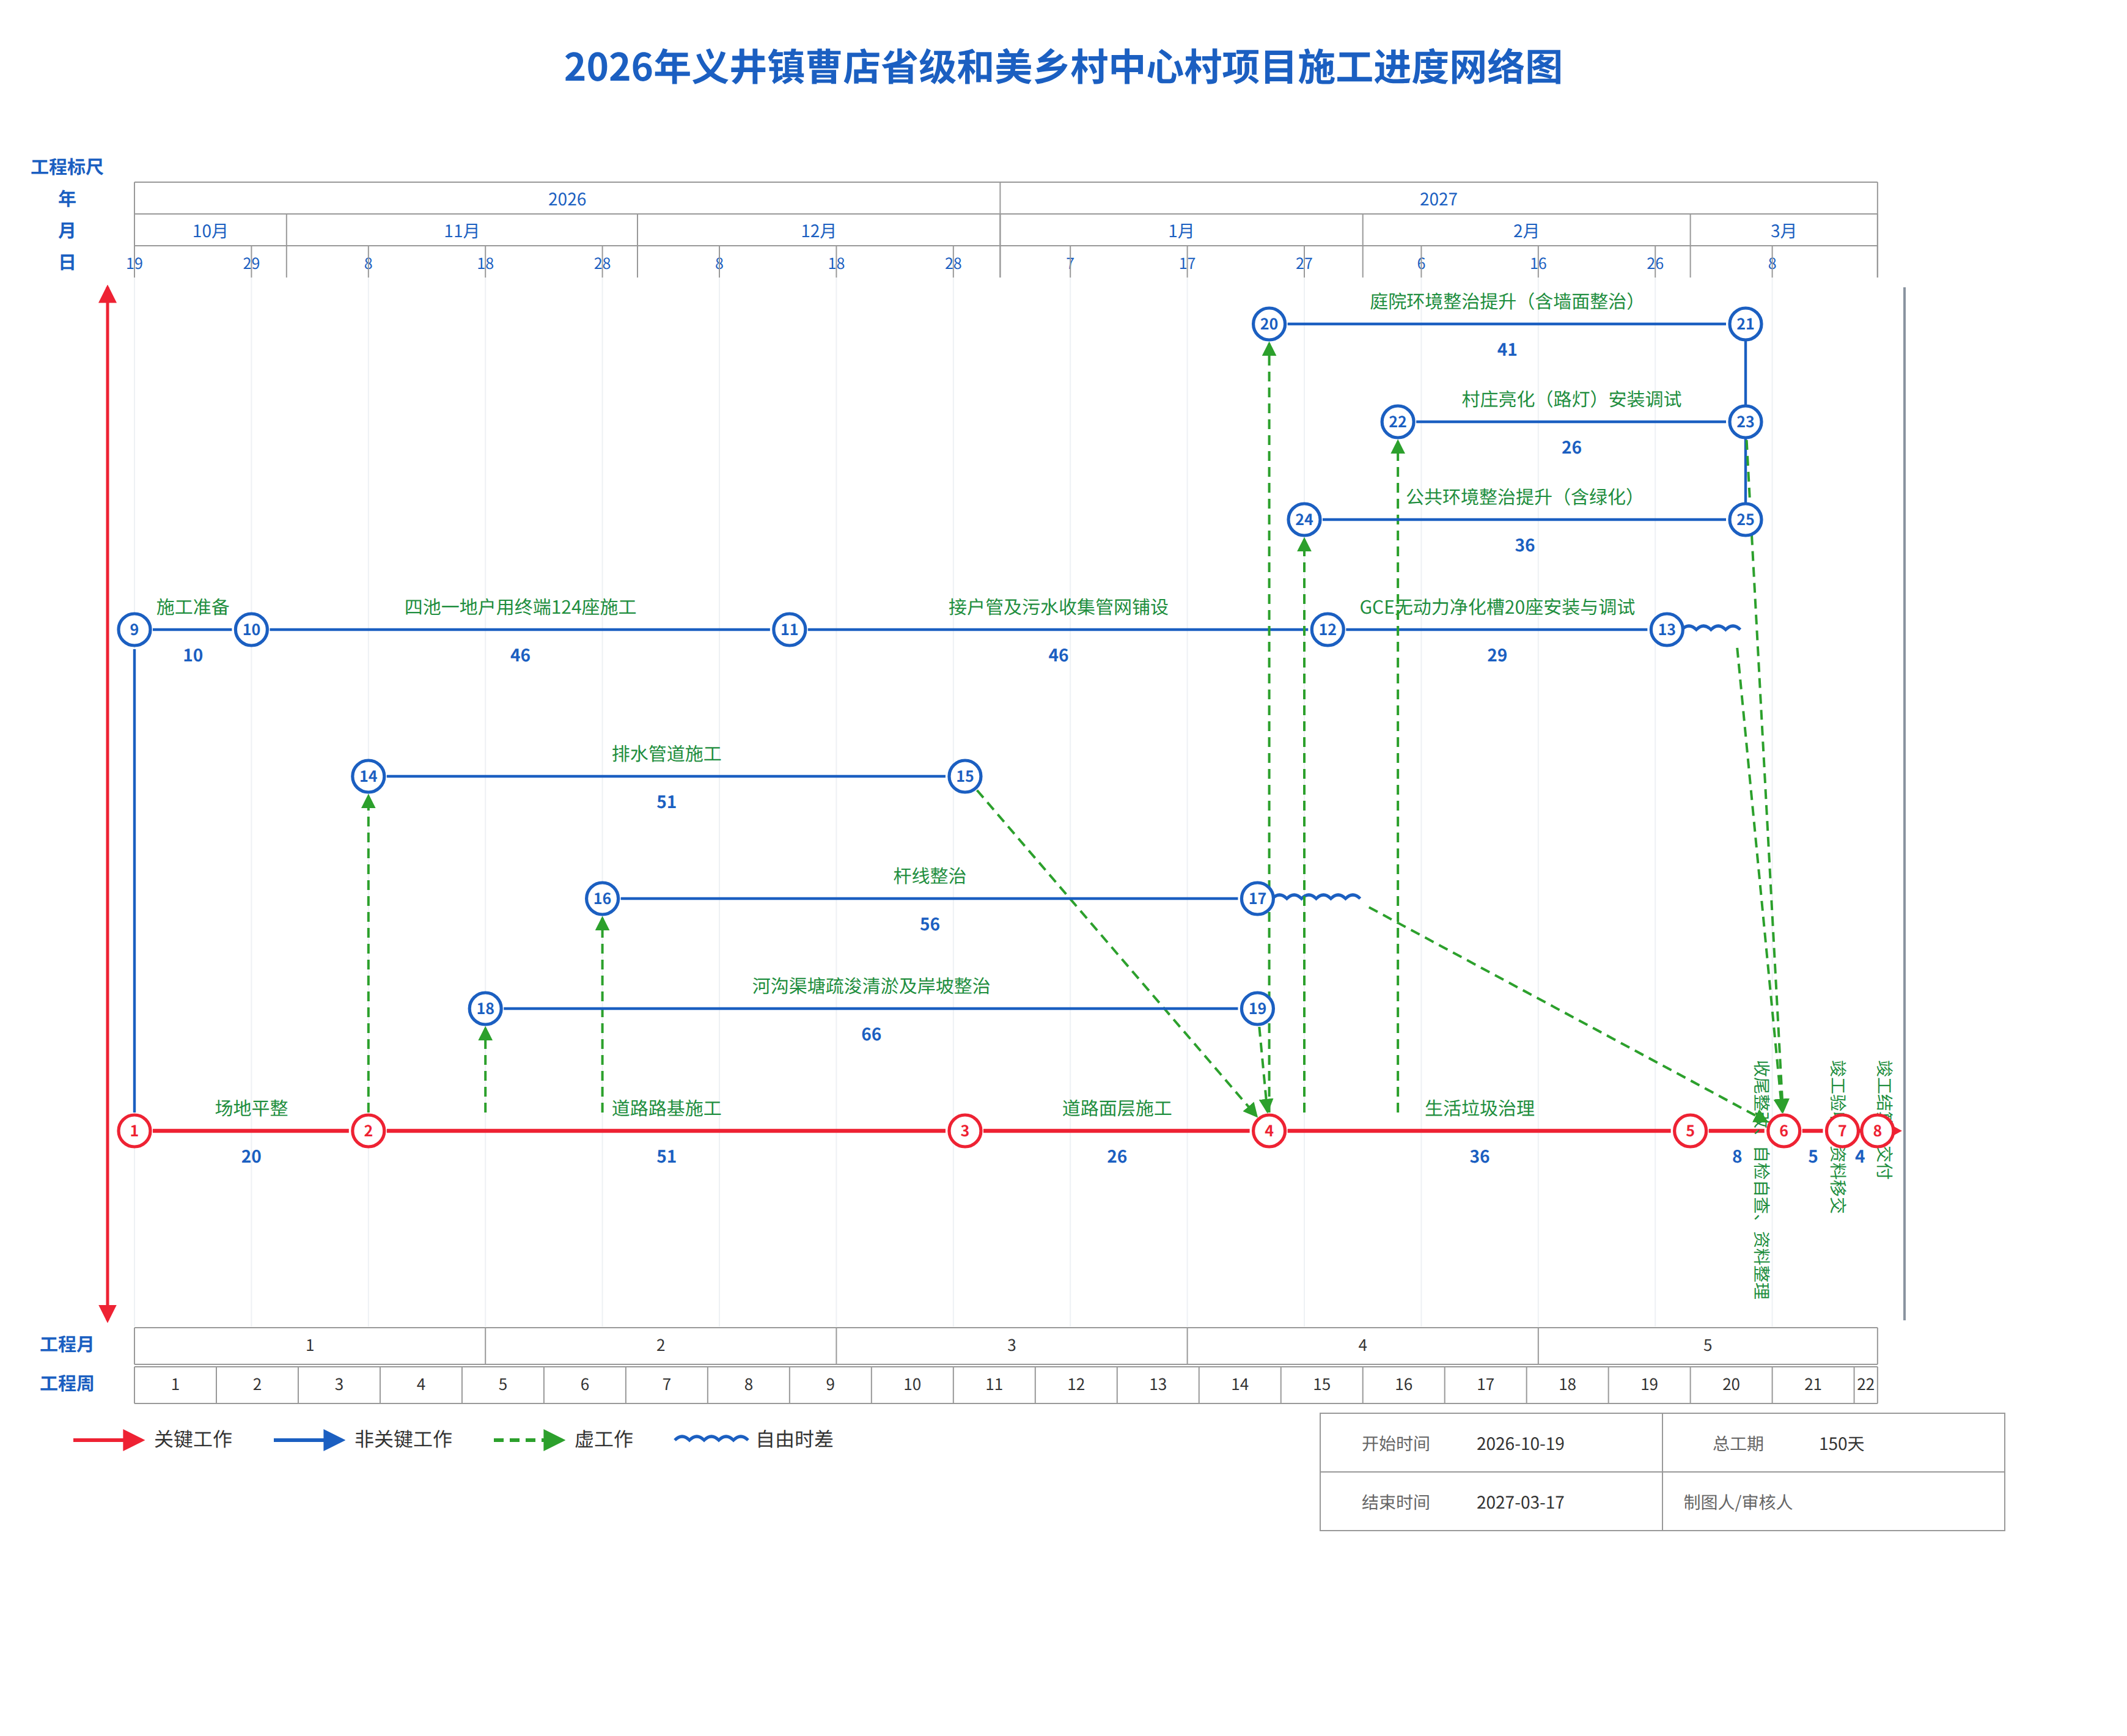 2026年义井镇曹店省级和美乡村中心村项目施工进度网络图
工程标尺
年 2026 2027
月 10月 11月 12月 1月 2月 3月
日 19 29 8 18 28 8 18 28 7 17 27 6 16 26 8
庭院环境整治提升（含墙面整治）
20 21
41
村庄亮化（路灯）安装调试
22 23
26
公共环境整治提升（含绿化）
24 25
36
施工准备 四池一地户用终端124座施工 接户管及污水收集管网铺设 GCE无动力净化槽20座安装与调试
9 10 11 12 13
10 46 46 29
排水管道施工
14 15
51
杆线整治
16 17
56
河沟渠塘疏浚清淤及岸坡整治
18 19
66
场地平整 道路路基施工 道路面层施工 生活垃圾治理
1 2 3 4 5 6 7 8
20 51 26 36 8 5 4
收尾整改、自检自查、资料整理
竣工验 资料移交
竣工结 交付
工程月 1 2 3 4 5
工程周 1 2 3 4 5 6 7 8 9 10 11 12 13 14 15 16 17 18 19 20 21 22
关键工作 非关键工作 虚工作 自由时差
开始时间 2026-10-19 总工期 150天
结束时间 2027-03-17 制图人/审核人